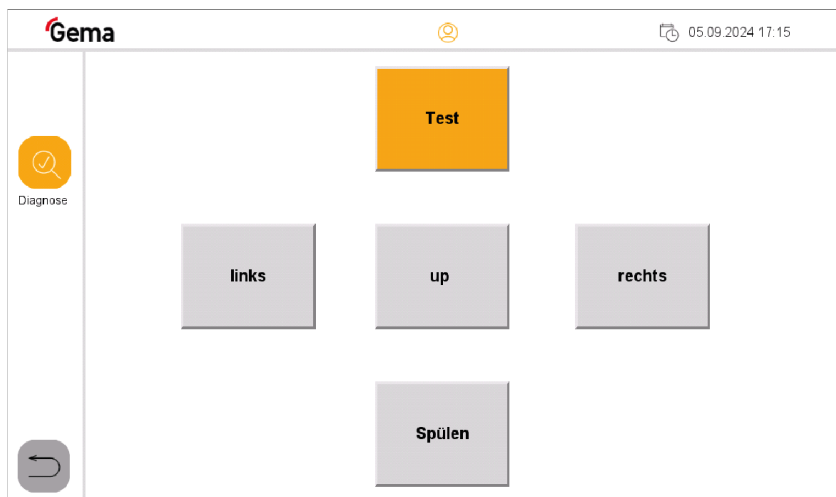 Gema
05.09.2024 17:15
Test
Diagnose
links
up
rechts
Spülen